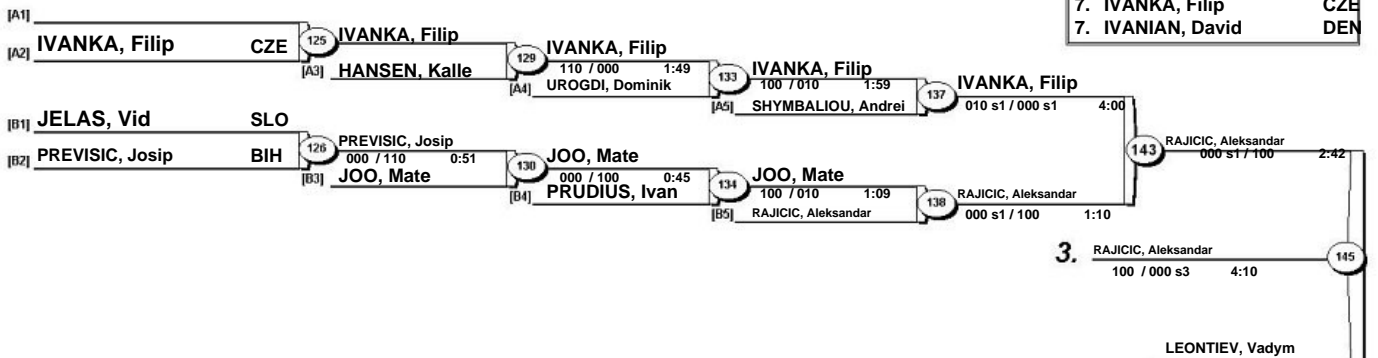 7. IVANKA, Filip CZE
7. IVANIAN, David DEN
[A1]
[A2] IVANKA, Filip CZE
125
IVANKA, Filip
[A3] HANSEN, Kalle
129
IVANKA, Filip
110 / 000 1:49
[A4] UROGDI, Dominik
133
IVANKA, Filip
100 / 010 1:59
[A5] SHYMBALIOU, Andrei
137
IVANKA, Filip
010 s1 / 000 s1 4:00
[B1] JELAS, Vid SLO
[B2] PREVISIC, Josip BIH
126
PREVISIC, Josip
000 / 110 0:51
[B3] JOO, Mate
130
JOO, Mate
000 / 100 0:45
[B4] PRUDIUS, Ivan
134
JOO, Mate
100 / 010 1:09
[B5] RAJICIC, Aleksandar
138
RAJICIC, Aleksandar
000 s1 / 100 1:10
143
RAJICIC, Aleksandar
000 s1 / 100 2:42
3. RAJICIC, Aleksandar
100 / 000 s3 4:10
145
LEONTIEV, Vadym